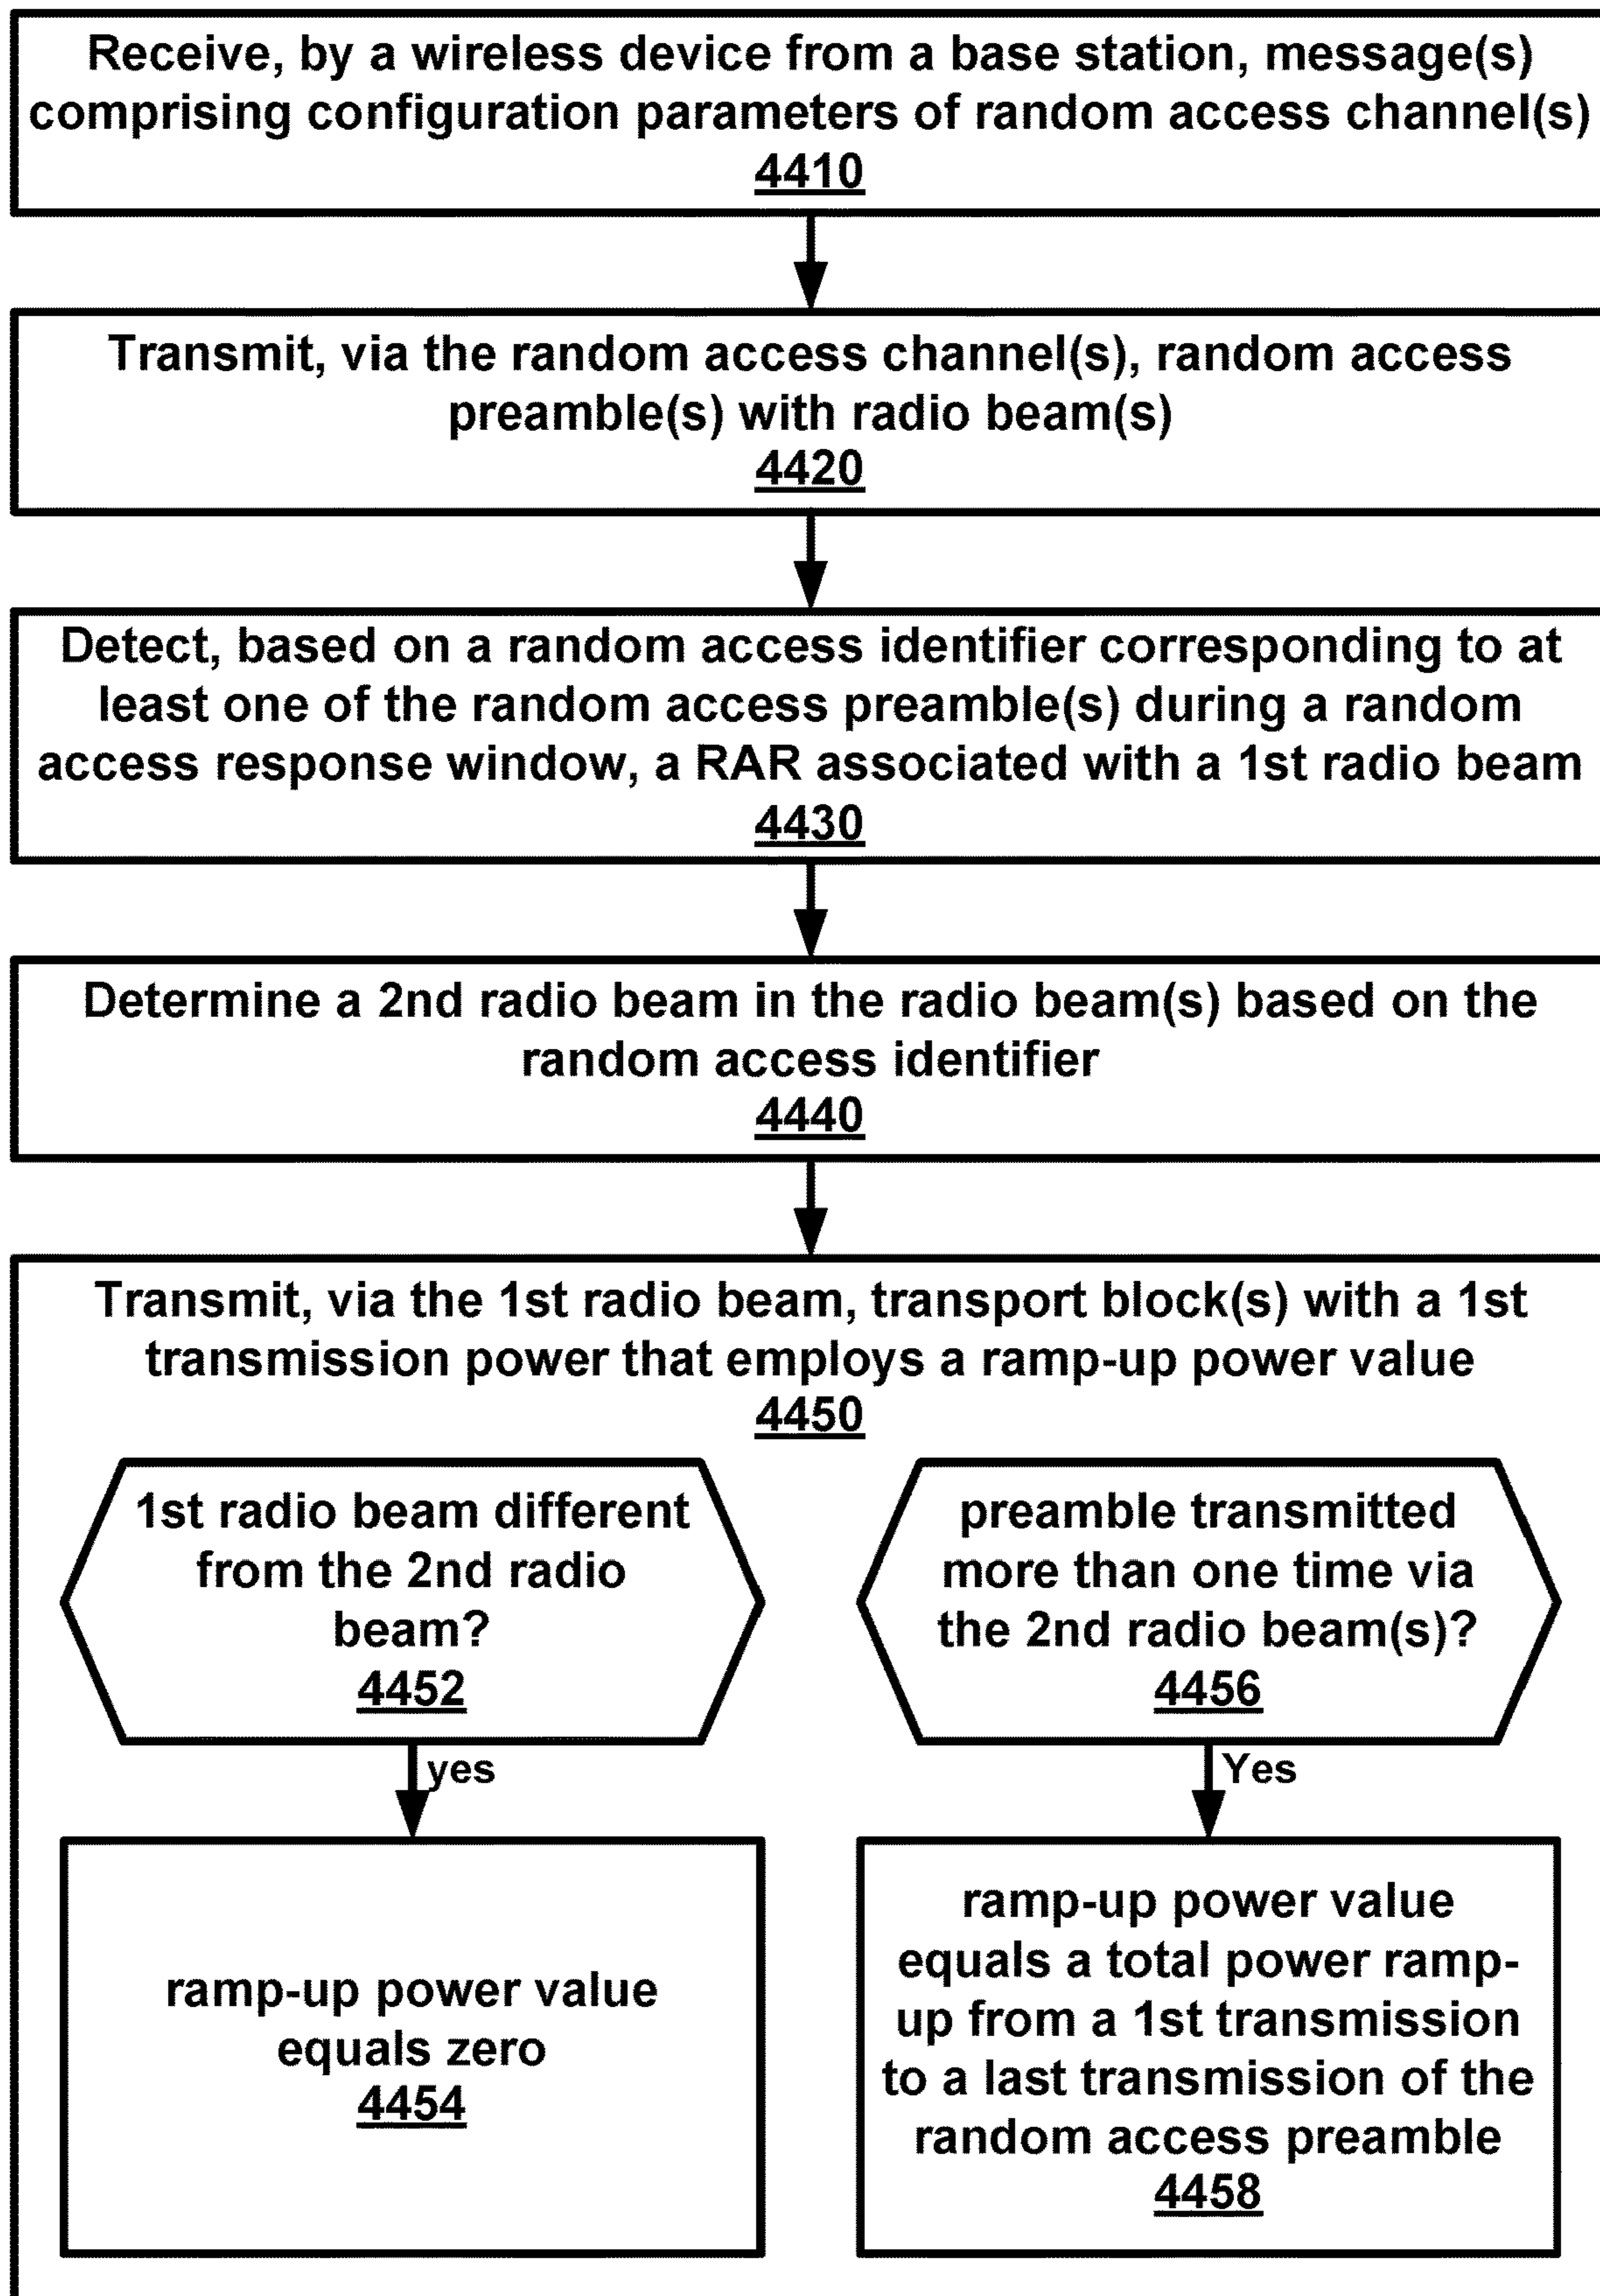 Receive, by a wireless device from a base station, message(s)
comprising configuration parameters of random access channel(s)
4410
Transmit, via the random access channel(s), random access
preamble(s) with radio beam(s)
4420
Detect, based on a random access identifier corresponding to at
least one of the random access preamble(s) during a random
access response window, a RAR associated with a 1st radio beam
4430
Determine a 2nd radio beam in the radio beam(s) based on the
random access identifier
4440
Transmit, via the 1st radio beam, transport block(s) with a 1st
transmission power that employs a ramp-up power value
4450
1st radio beam different
from the 2nd radio
beam?
4452
yes
ramp-up power value
equals zero
4454
preamble transmitted
more than one time via
the 2nd radio beam(s)?
4456
Yes
ramp-up power value
equals a total power ramp-
up from a 1st transmission
to a last transmission of the
random access preamble
4458